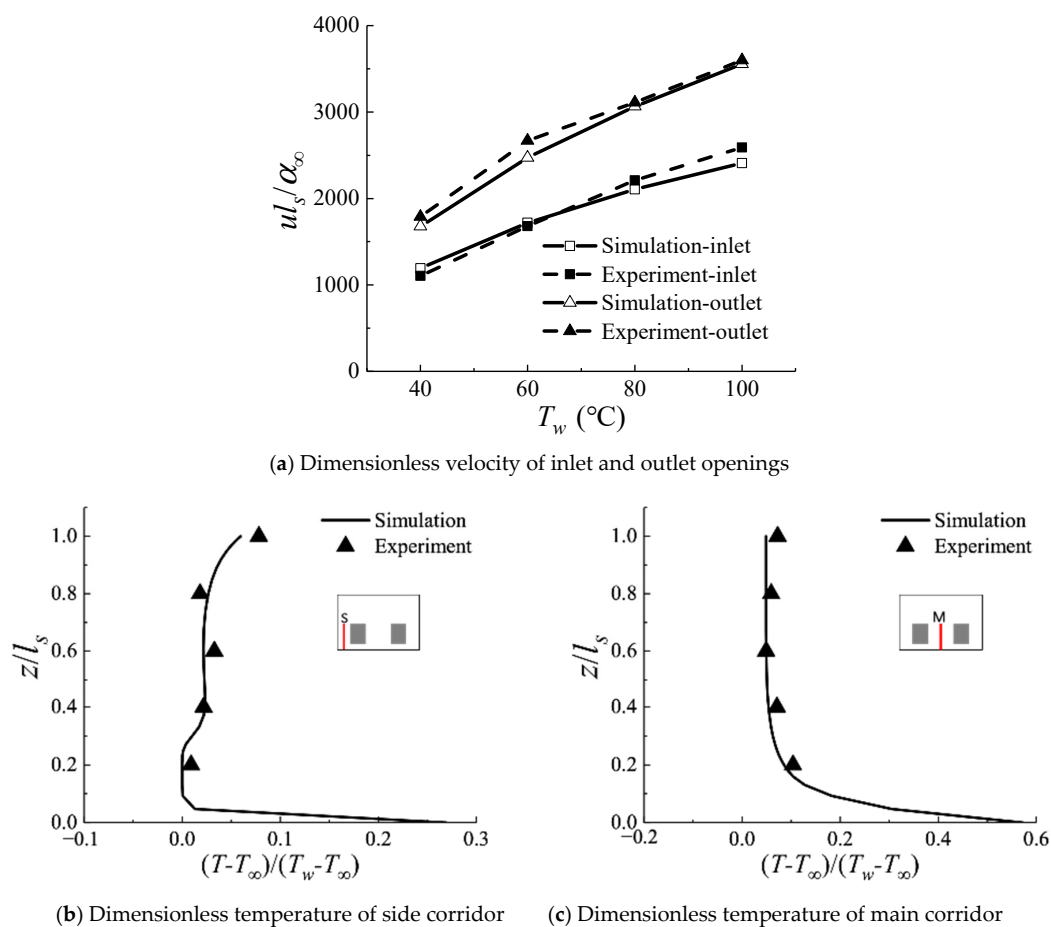 4000
3000
2000
1000
0
ul_s/α_∞
Simulation-inlet
Experiment-inlet
Simulation-outlet
Experiment-outlet
40 60 80 100
T_w (°C)
(a) Dimensionless velocity of inlet and outlet openings
1.0
0.8
0.6
0.4
0.2
0.0
z/l_s
Simulation
Experiment
S
−0.1 0.0 0.1 0.2 0.3
(T-T_∞)/(T_w-T_∞)
(b) Dimensionless temperature of side corridor
1.0
0.8
0.6
0.4
0.2
0.0
z/l_s
Simulation
Experiment
M
−0.2 0.0 0.2 0.4 0.6
(T-T_∞)/(T_w-T_∞)
(c) Dimensionless temperature of main corridor